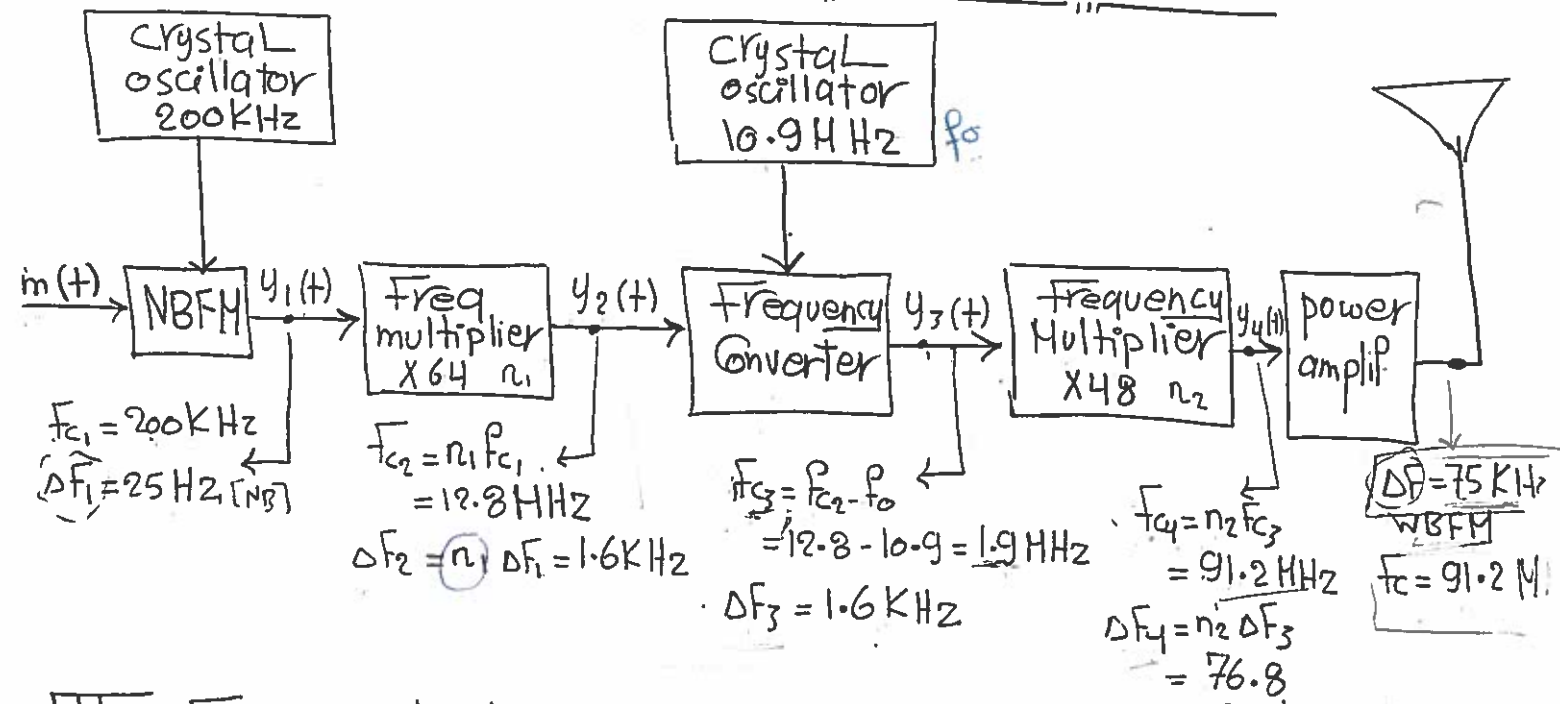 Crystal
oscillator
200KHz
Crystal
oscillator
10.9 MHz
fo
m(t)
NBFM
y1(t)
Freq
multiplier
X64 n1
y2(t)
Frequency
Converter
y3(t)
Frequency
Multiplier
X48 n2
y4(t)
power
amplif
Fc1 = 200KHz
ΔF1 = 25 Hz [NB]
Fc2 = n1 fc1
= 12.8 MHz
ΔF2 = n1 ΔF1 = 1.6KHz
Fc3 = fc2 - fo
= 12.8 - 10.9 = 1.9 MHz
ΔF3 = 1.6 KHz
Fc4 = n2 Fc3
= 91.2 MHz
ΔF4 = n2 ΔF3
= 76.8
ΔF = 75 KHz
WBFM
Fc = 91.2 M